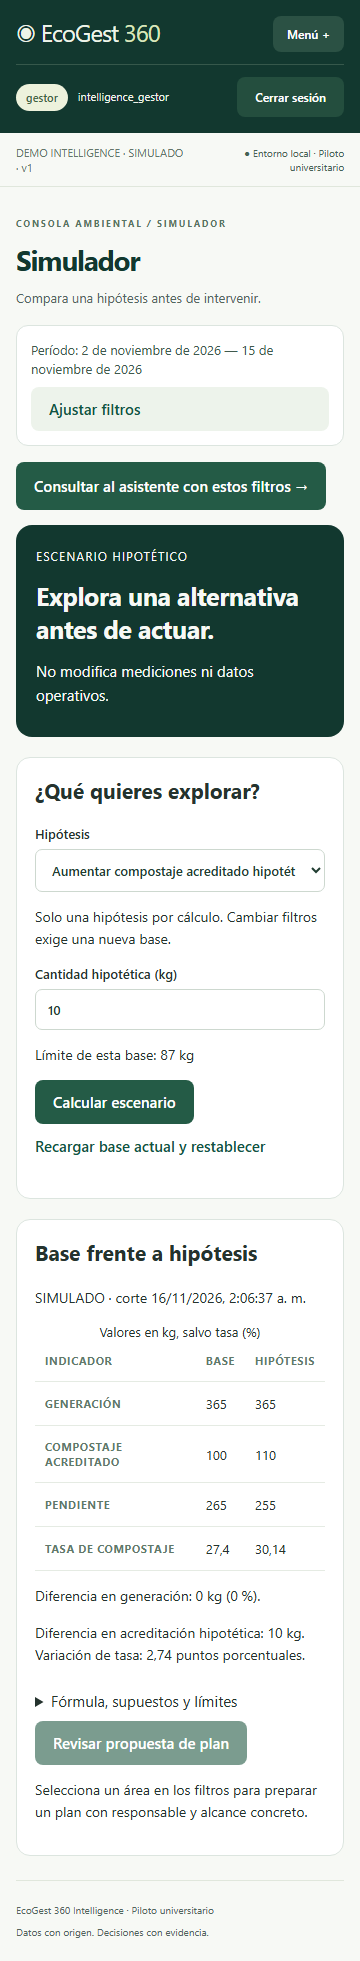 EcoGest 360
Menú +
gestor
intelligence_gestor
Cerrar sesión
DEMO INTELLIGENCE · SIMULADO
· v1
● Entorno local · Piloto
universitario
CONSOLA AMBIENTAL / SIMULADOR
Simulador
Compara una hipótesis antes de intervenir.
Período: 2 de noviembre de 2026 — 15 de
noviembre de 2026
Ajustar filtros
Consultar al asistente con estos filtros →
ESCENARIO HIPOTÉTICO
Explora una alternativa
antes de actuar.
No modifica mediciones ni datos
operativos.
¿Qué quieres explorar?
Hipótesis
Aumentar compostaje acreditado hipotét
Solo una hipótesis por cálculo. Cambiar filtros
exige una nueva base.
Cantidad hipotética (kg)
10
Límite de esta base: 87 kg
Calcular escenario
Recargar base actual y restablecer
Base frente a hipótesis
SIMULADO · corte 16/11/2026, 2:06:37 a. m.
Valores en kg, salvo tasa (%)
INDICADOR BASE HIPÓTESIS
GENERACIÓN 365 365
COMPOSTAJE
ACREDITADO 100 110
PENDIENTE 265 255
TASA DE COMPOSTAJE 27,4 30,14
Diferencia en generación: 0 kg (0 %).
Diferencia en acreditación hipotética: 10 kg.
Variación de tasa: 2,74 puntos porcentuales.
▶ Fórmula, supuestos y límites
Revisar propuesta de plan
Selecciona un área en los filtros para preparar
un plan con responsable y alcance concreto.
EcoGest 360 Intelligence · Piloto universitario
Datos con origen. Decisiones con evidencia.